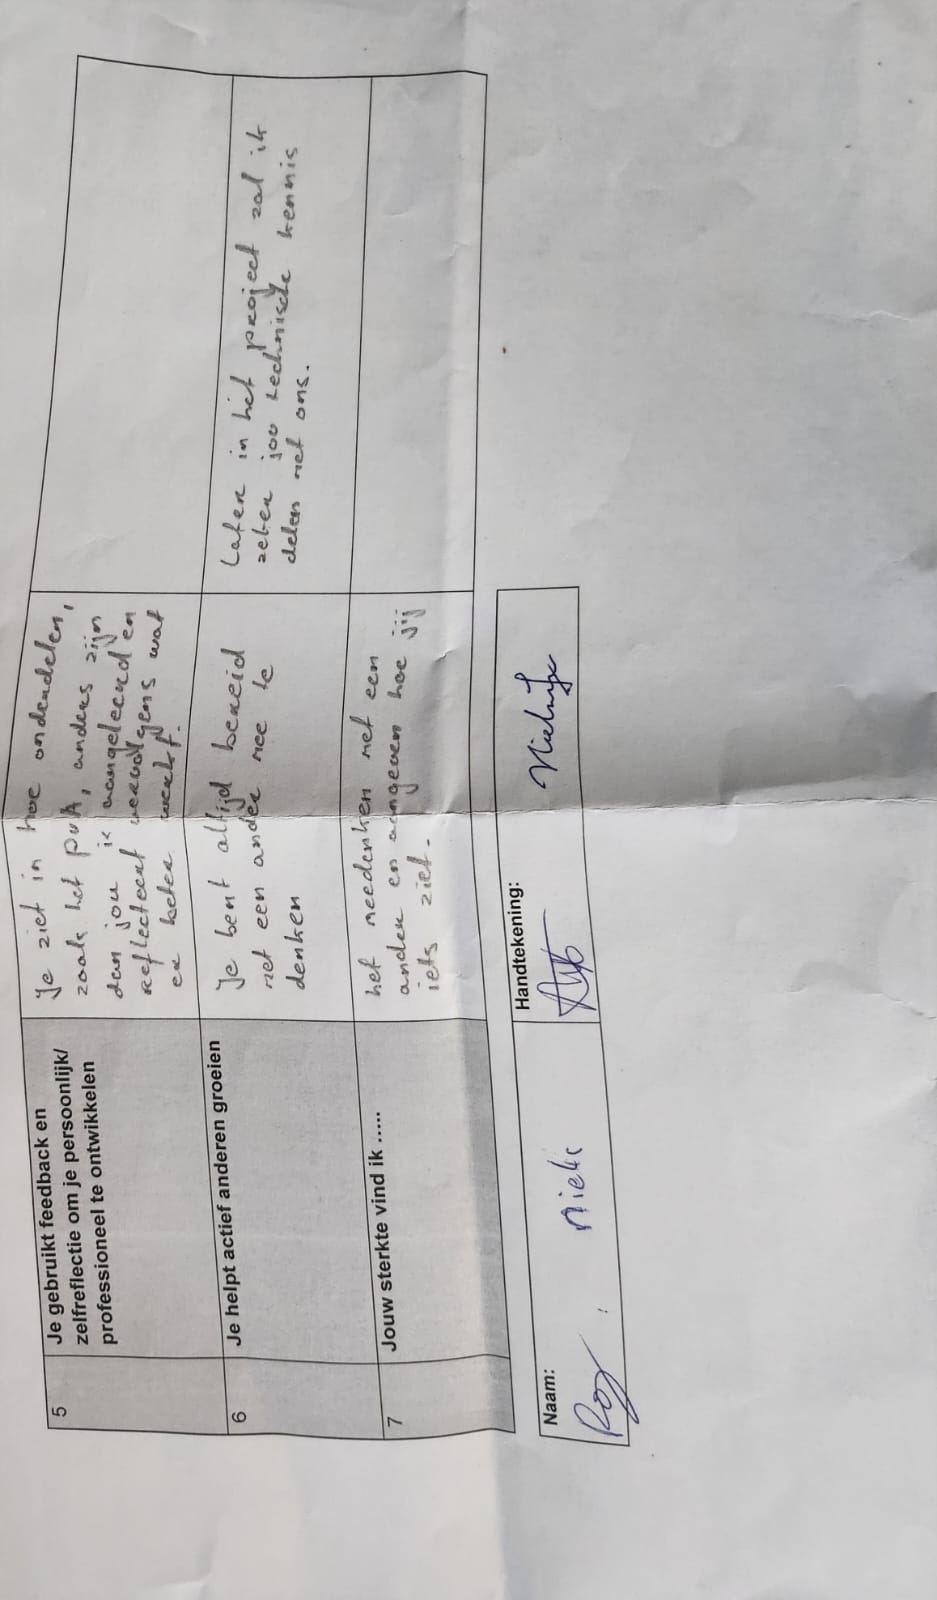 5
Je gebruikt feedback en
zelfreflectie om je persoonlijk/
professioneel te ontwikkelen
Je ziet in hoe onderdelen,
zoals het PvA, anders zijn
dan jou is aangeleerd en
reflecteert vervolgens wat
er beter werkt.
6
Je helpt actief anderen groeien
Je bent altijd bereid
met een ander mee te
denken
Later in het project zal ik
zeker jou technische kennis
delen met ons.
7
Jouw sterkte vind ik .....
het meedenken met een
ander en aangeven hoe jij
iets ziet.
Naam:
Roy
Niels
Handtekening: